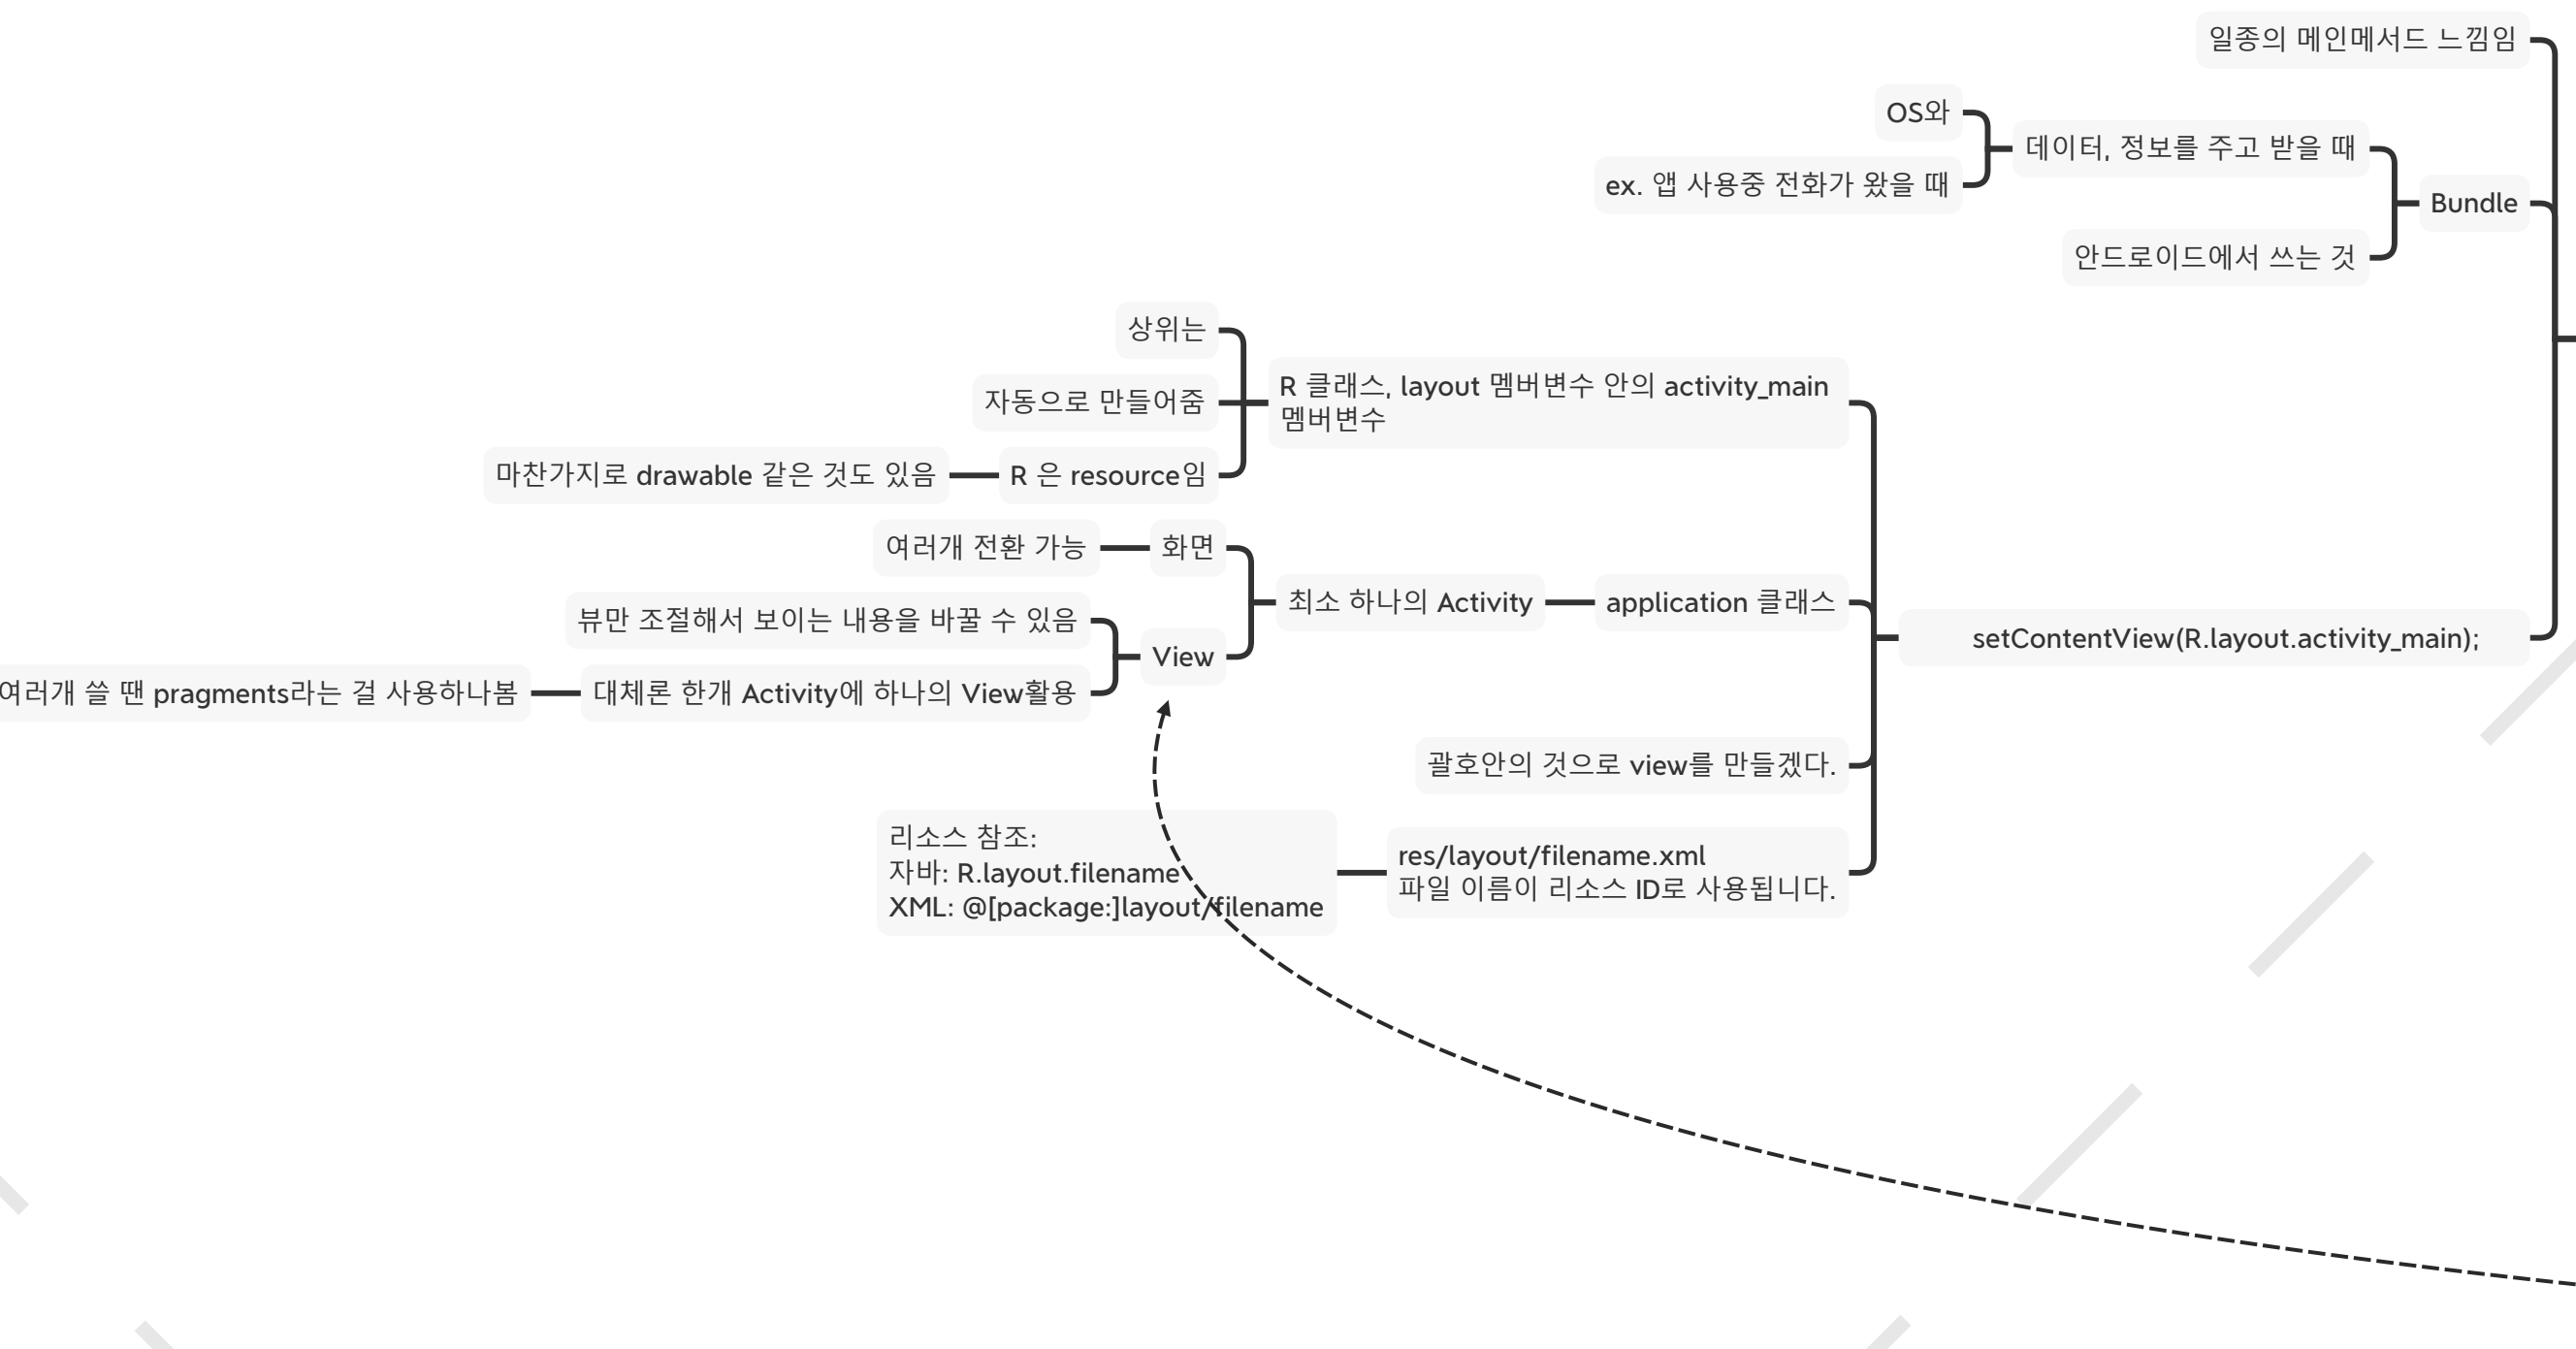 일종의 메인메서드 느낌임
OS와
데이터, 정보를 주고 받을 때
ex. 앱 사용중 전화가 왔을 때
Bundle
안드로이드에서 쓰는 것
상위는
R 클래스, layout 멤버변수 안의 activity_main
멤버변수
자동으로 만들어줌
마찬가지로 drawable 같은 것도 있음
R 은 resource임
여러개 전환 가능
화면
최소 하나의 Activity
application 클래스
뷰만 조절해서 보이는 내용을 바꿀 수 있음
View
setContentView(R.layout.activity_main);
여러개 쓸 땐 pragments라는 걸 사용하나봄
대체론 한개 Activity에 하나의 View활용
괄호안의 것으로 view를 만들겠다.
리소스 참조:
자바: R.layout.filename
XML: @[package:]layout/filename
res/layout/filename.xml
파일 이름이 리소스 ID로 사용됩니다.